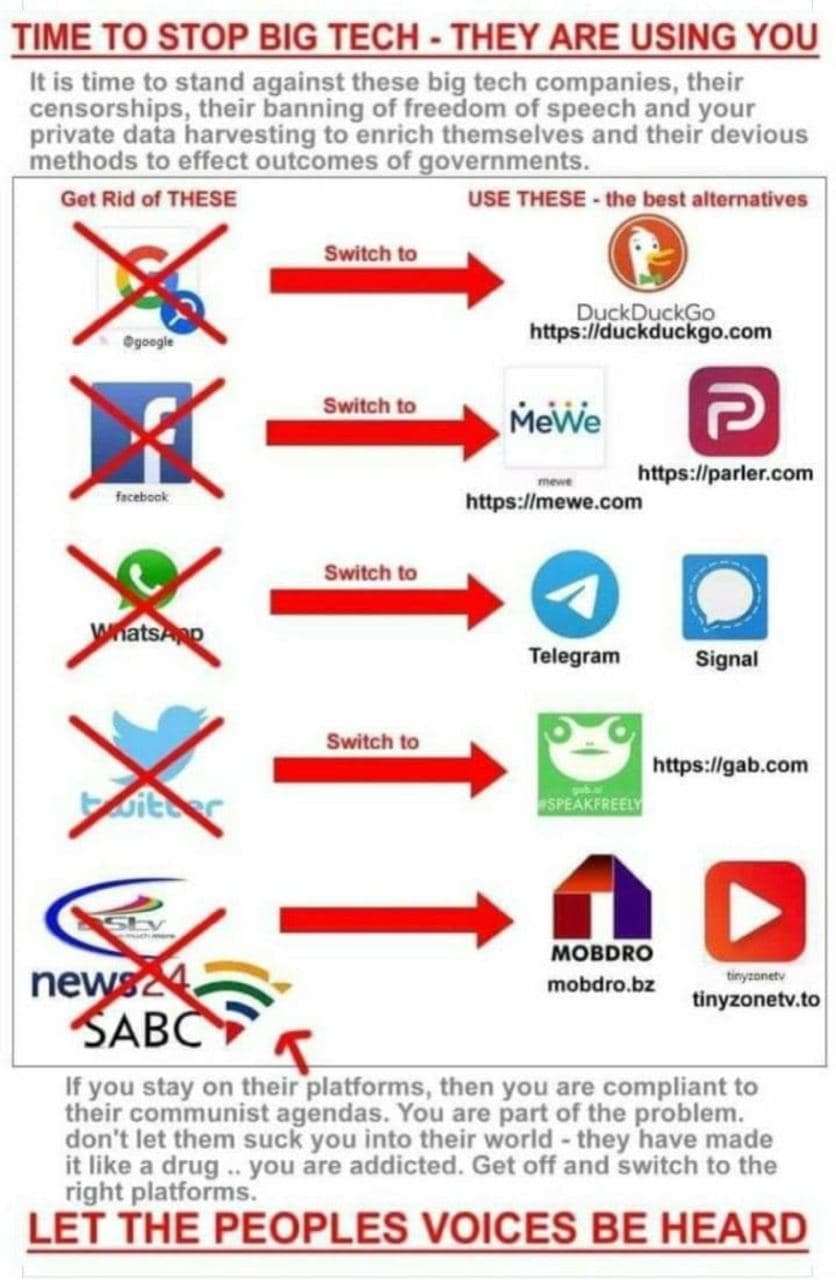 TIME TO STOP BIG TECH - THEY ARE USING YOU
It is time to stand against these big tech companies, their
censorships, their banning of freedom of speech and your
private data harvesting to enrich themselves and their devious
methods to effect outcomes of governments.
Get Rid of THESE
USE THESE - the best alternatives
Switch to
@google
DuckDuckGo
https://duckduckgo.com
Switch to
facebook
MeWe
mewe
https://mewe.com
https://parler.com
Switch to
WhatsApp
Telegram
Signal
Switch to
twitter
gab.ai
#SPEAKFREELY
https://gab.com
DStv
much more
news24
SABC
MOBDRO
mobdro.bz
tinyzonetv
tinyzonetv.to
If you stay on their platforms, then you are compliant to
their communist agendas. You are part of the problem.
don't let them suck you into their world - they have made
it like a drug .. you are addicted. Get off and switch to the
right platforms.
LET THE PEOPLES VOICES BE HEARD